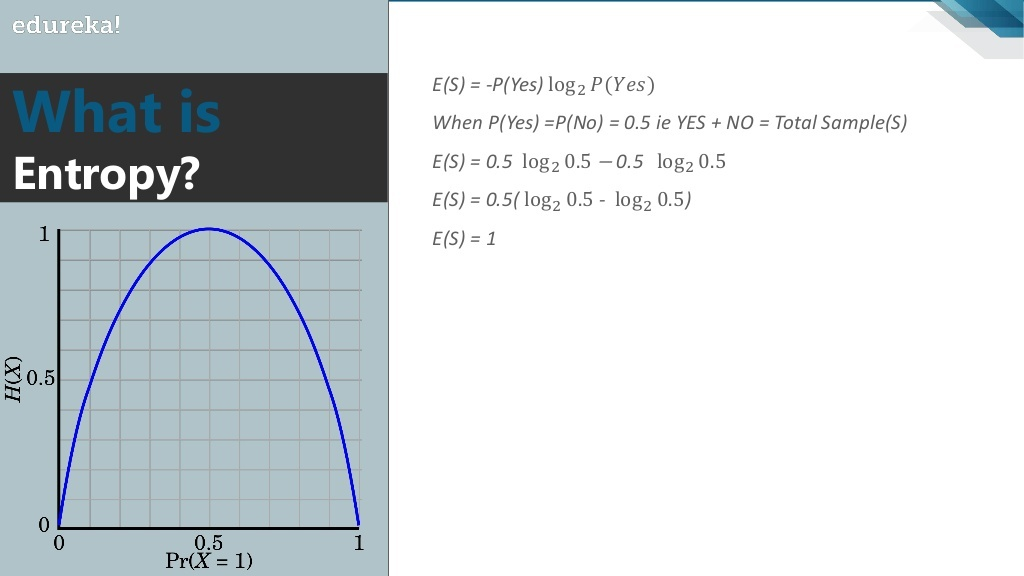 edureka!
What is
Entropy?
E(S) = -P(Yes) log₂ P(Yes)
When P(Yes) =P(No) = 0.5 ie YES + NO = Total Sample(S)
E(S) = 0.5 log₂ 0.5 − 0.5 log₂ 0.5
E(S) = 0.5( log₂ 0.5 - log₂ 0.5)
E(S) = 1
1
0.5
0
H(X)
0 0.5 1
Pr(X = 1)